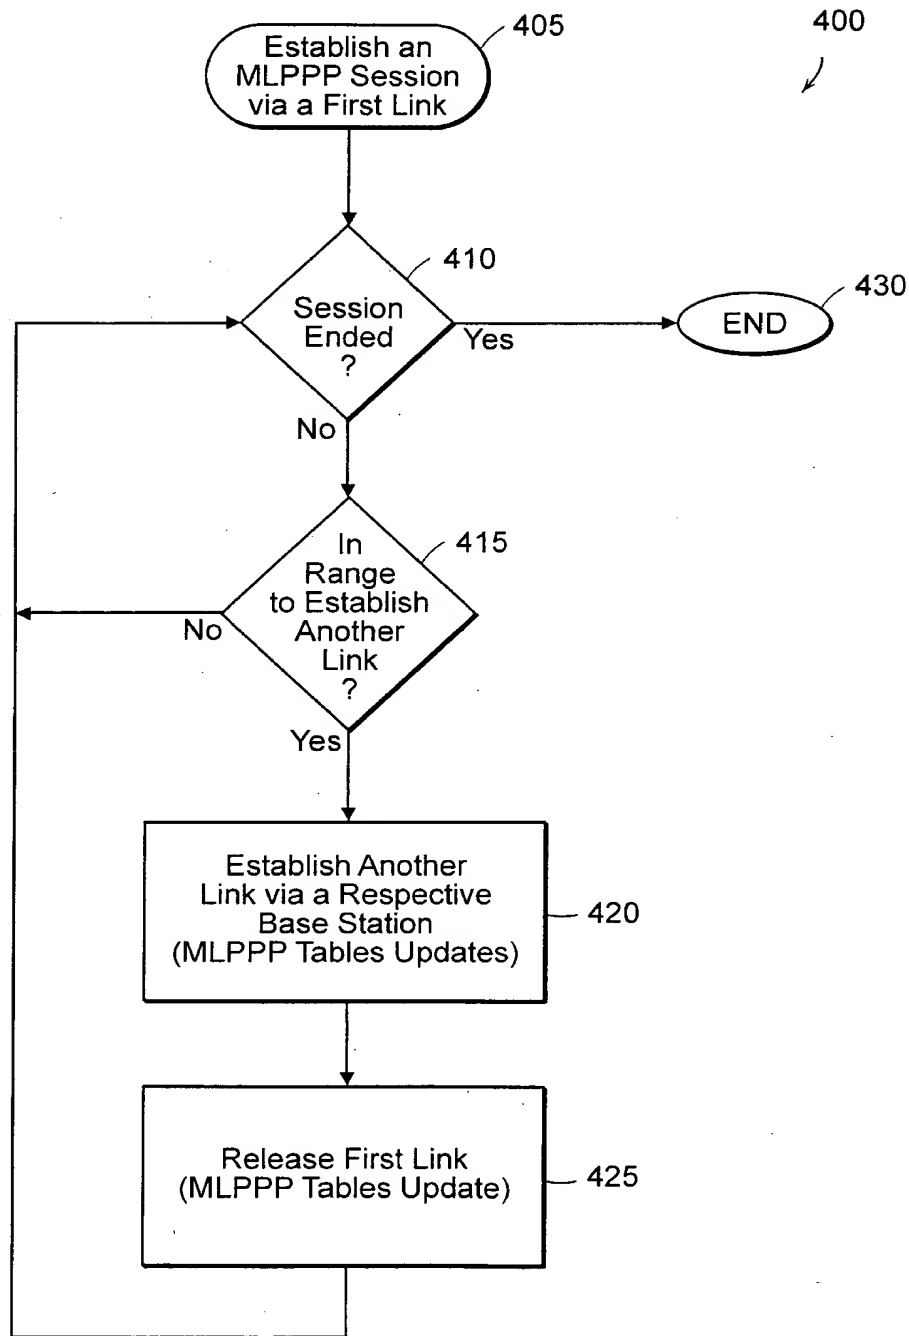 400
405
Establish an
MLPPP Session
via a First Link
410
Session
Ended
?
Yes
430
END
No
415
In
Range
to Establish
Another
Link
?
No
Yes
Establish Another
Link via a Respective
Base Station
(MLPPP Tables Updates)
420
Release First Link
(MLPPP Tables Update)
425